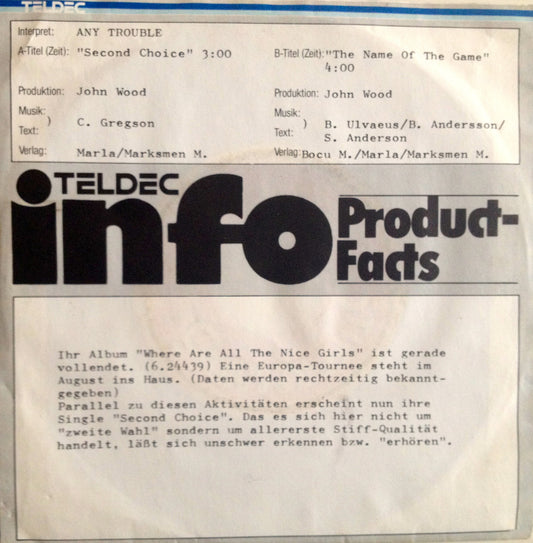 TELDEC
Interpret: ANY TROUBLE
A-Titel (Zeit): "Second Choice" 3:00
Produktion: John Wood
Musik:
) C. Gregson
Text:
Verlag: Marla/Marksmen M.
B-Titel (Zeit): "The Name Of The Game"
4:00
Produktion: John Wood
Musik:
) B. Ulvaeus/B. Andersson/
Text: S. Anderson
Verlag: Bocu M./Marla/Marksmen M.
TELDEC
info
Product-
Facts
Ihr Album "Where Are All The Nice Girls" ist gerade
vollendet. (6.24439) Eine Europa-Tournee steht im
August ins Haus. (Daten werden rechtzeitig bekannt-
gegeben)
Parallel zu diesen Aktivitäten erscheint nun ihre
Single "Second Choice". Das es sich hier nicht um
"zweite Wahl" sondern um allererste Stiff-Qualität
handelt, läßt sich unschwer erkennen bzw. "erhören".